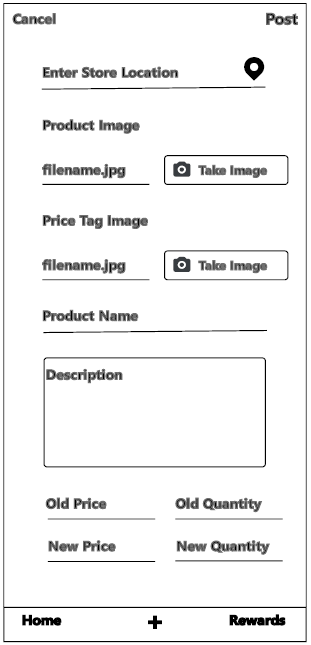 Cancel Post
Enter Store Location
Product Image
filename.jpg Take Image
Price Tag Image
filename.jpg Take Image
Product Name
Description
Old Price Old Quantity
New Price New Quantity
Home + Rewards